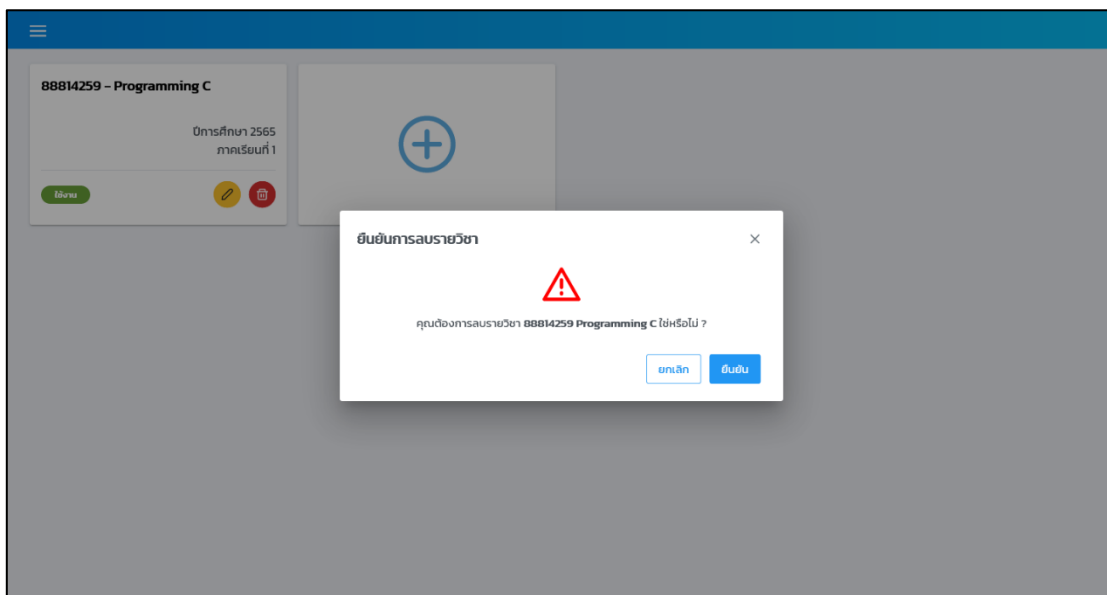 88814259 - Programming C
ปีการศึกษา 2565
ภาคเรียนที่ 1
ใช้งาน
ยืนยันการลบรายวิชา
คุณต้องการลบรายวิชา 88814259 Programming C ใช่หรือไม่ ?
ยกเลิก
ยืนยัน